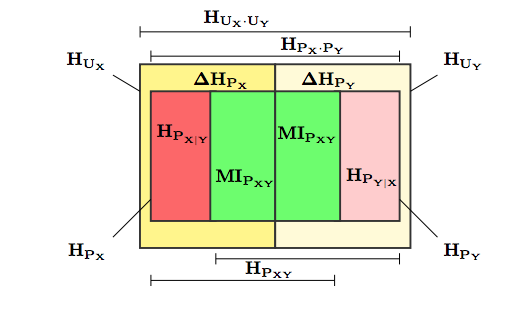 H_{U_X·U_Y}
H_{P_X·P_Y}
H_{U_X} H_{U_Y}
ΔH_{P_X} ΔH_{P_Y}
H_{P_{X|Y}} MI_{P_{XY}}
MI_{P_{XY}} H_{P_{Y|X}}
H_{P_X} H_{P_Y}
H_{P_{XY}}